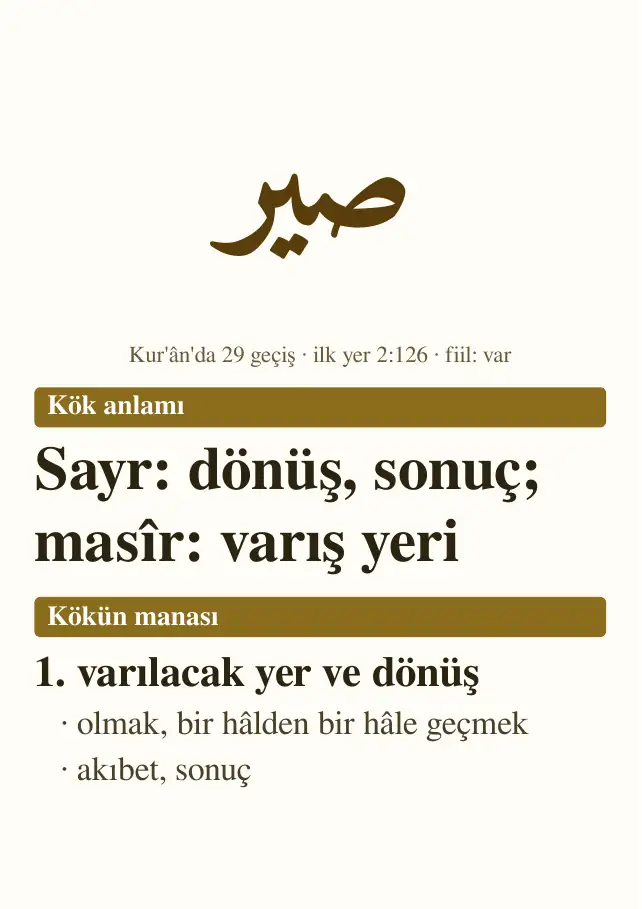 صير
Kur'ân'da 29 geçiş · ilk yer 2:126 · fiil: var
Kök anlamı
Sayr: dönüş, sonuç;
masîr: varış yeri
Kökün manası
1. varılacak yer ve dönüş
· olmak, bir hâlden bir hâle geçmek
· akıbet, sonuç